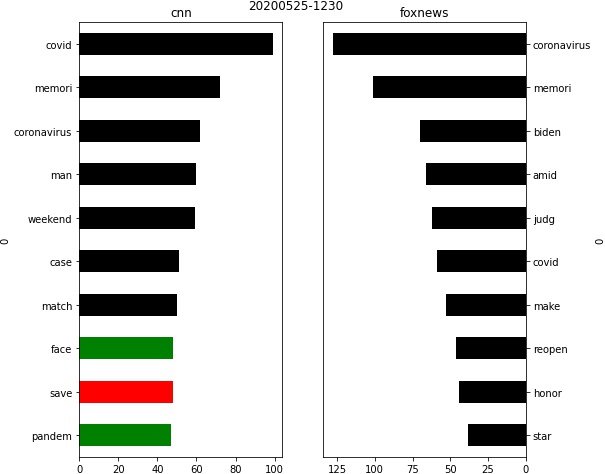 20200525-1230
cnn
foxnews
covid
memori
coronavirus
man
weekend
case
match
face
save
pandem
0
0 20 40 60 80 100
coronavirus
memori
biden
amid
judg
covid
make
reopen
honor
star
0
125 100 75 50 25 0